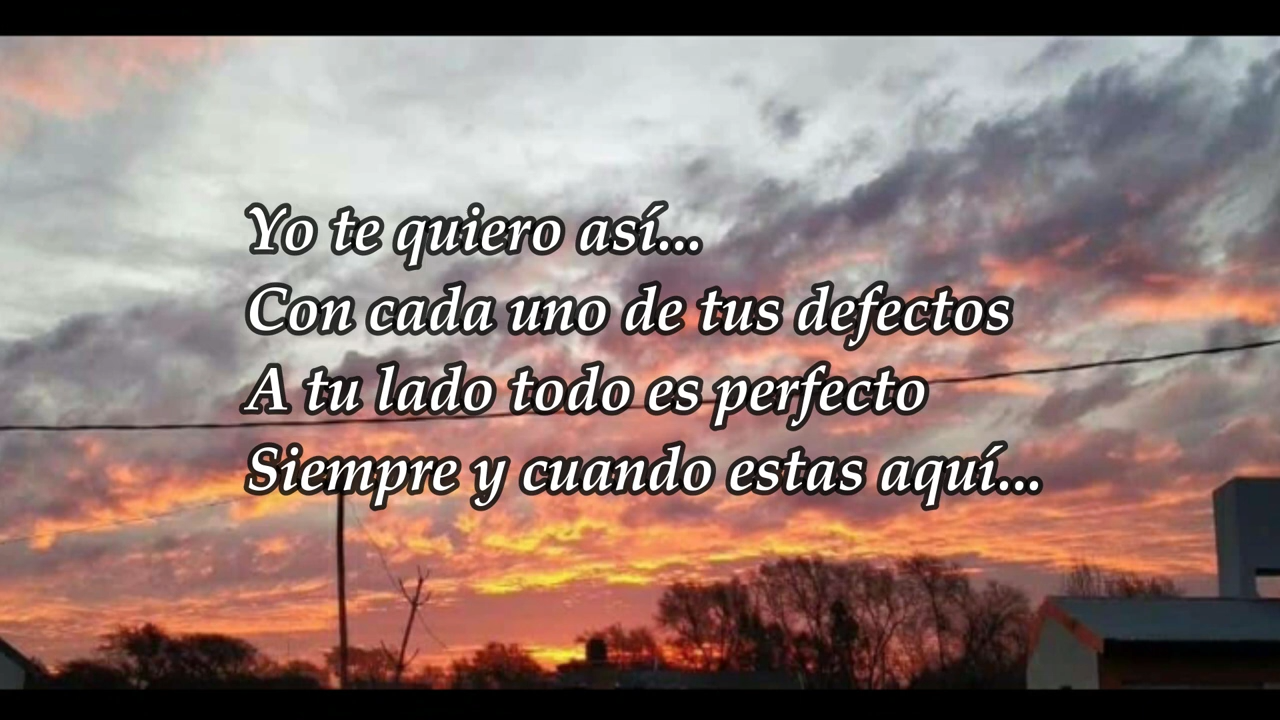 Yo te quiero así...
Con cada uno de tus defectos
A tu lado todo es perfecto
Siempre y cuando estas aquí...